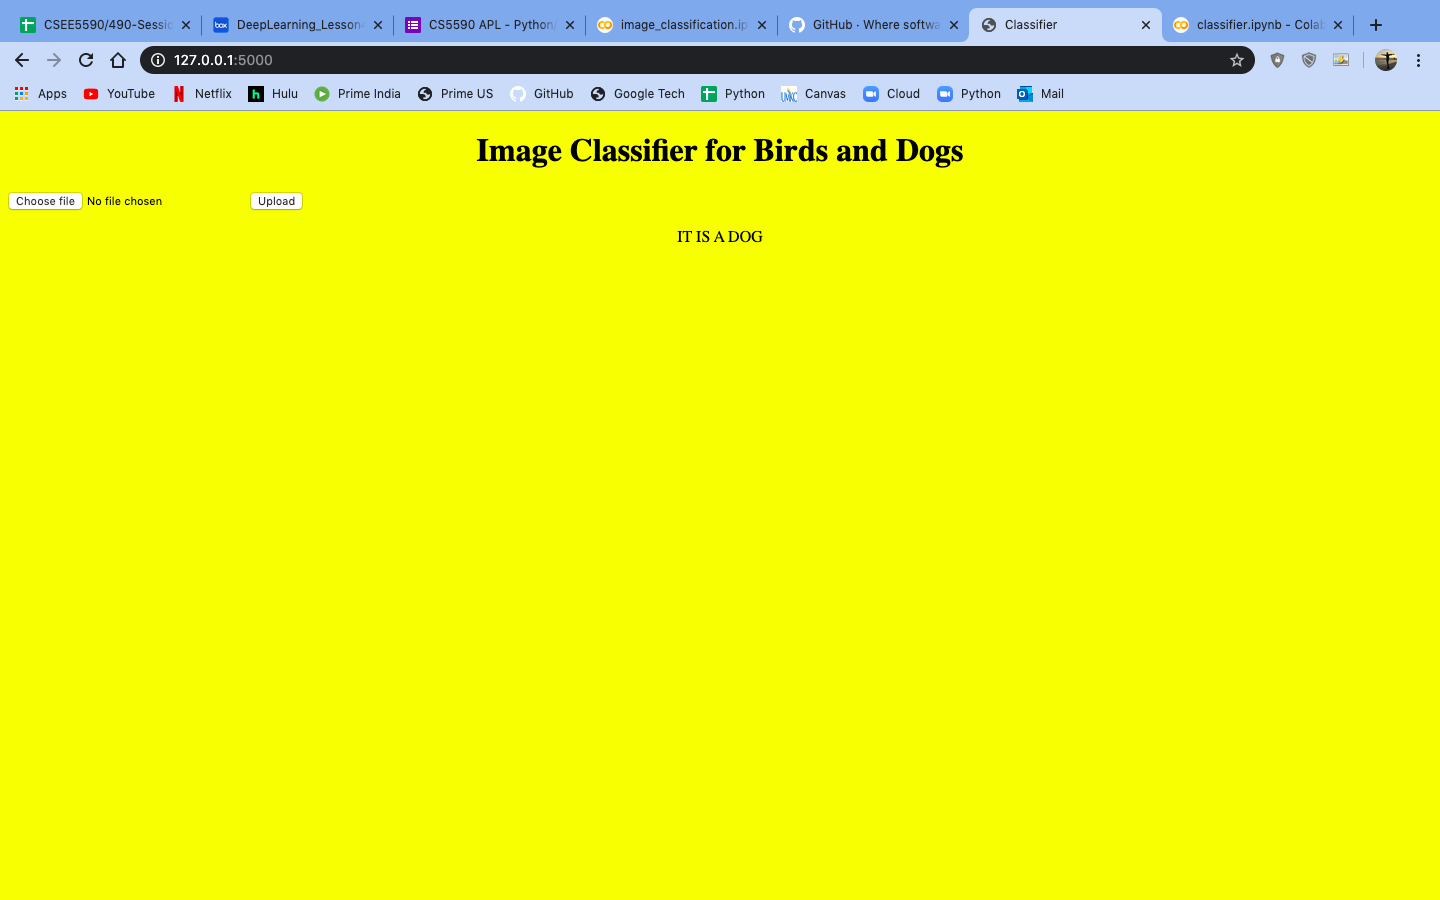 CSEE5590/490-Sessio
DeepLearning_Lesson
CS5590 APL - Python/
image_classification.ip
GitHub · Where softwa
Classifier
classifier.ipynb - Colab
127.0.0.1:5000
Apps YouTube Netflix Hulu Prime India Prime US GitHub Google Tech Python Canvas Cloud Python Mail
Image Classifier for Birds and Dogs
Choose file No file chosen Upload
IT IS A DOG